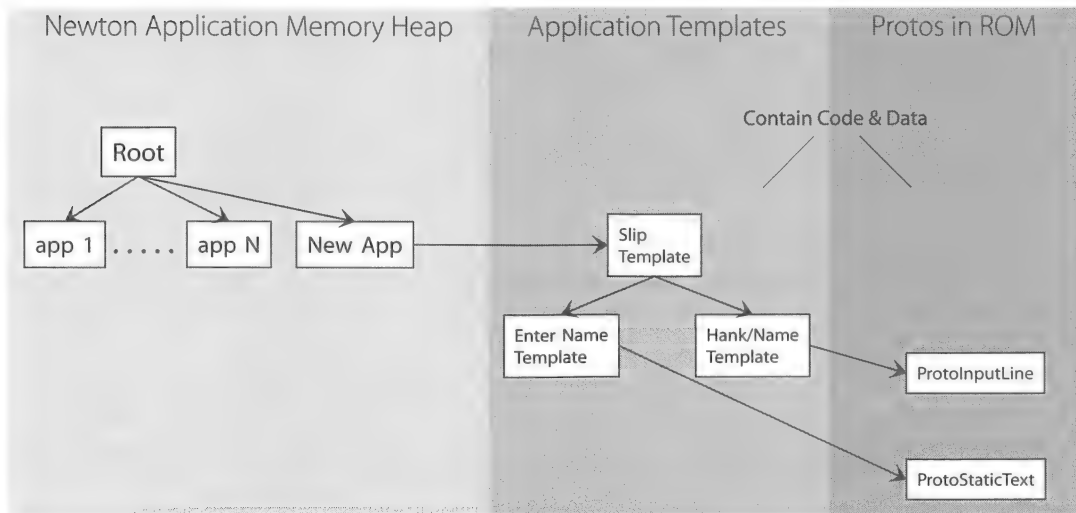 Newton Application Memory Heap
Application Templates
Protos in ROM
Contain Code & Data
Root
app 1 . . . . . app N
New App
Slip
Template
Enter Name
Template
Hank/Name
Template
ProtoInputLine
ProtoStaticText